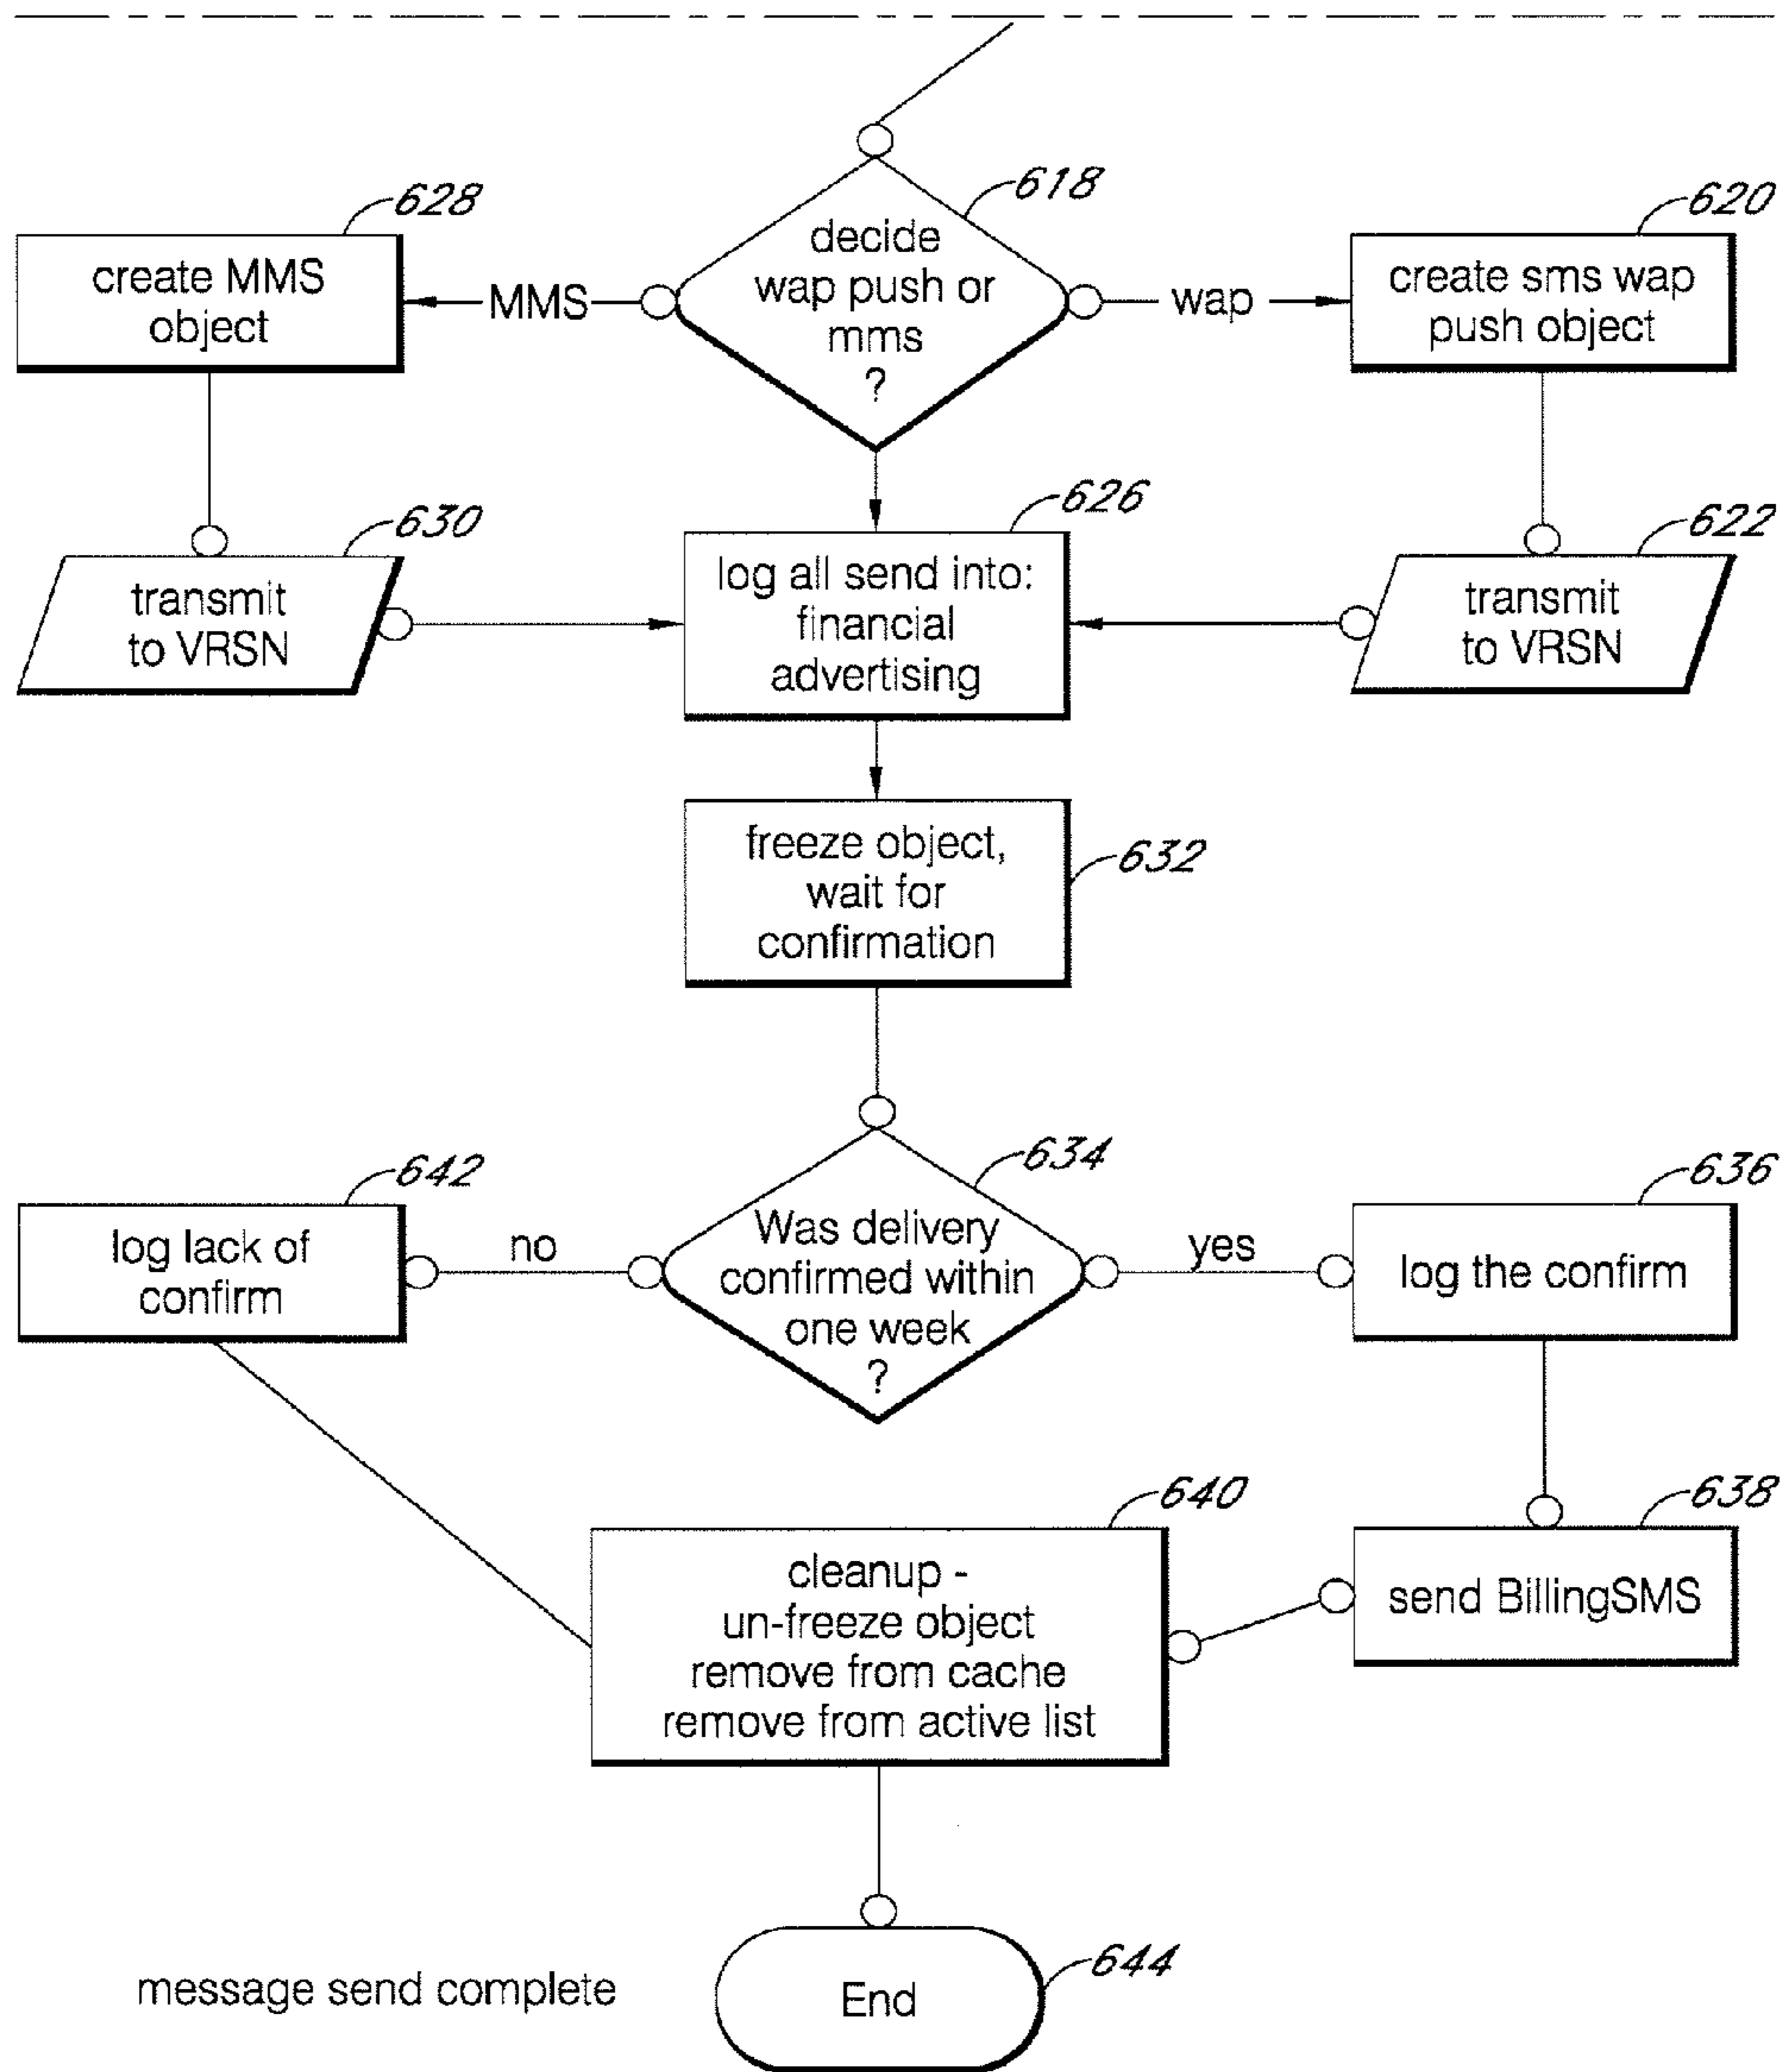 618
decide
wap push or
mms
?
628
create MMS
object
MMS
wap
620
create sms wap
push object
630
transmit
to VRSN
626
log all send into:
financial
advertising
622
transmit
to VRSN
freeze object,
wait for
confirmation
632
634
Was delivery
confirmed within
one week
?
642
log lack of
confirm
no
yes
636
log the confirm
640
cleanup -
un-freeze object
remove from cache
remove from active list
638
send BillingSMS
message send complete
End
644